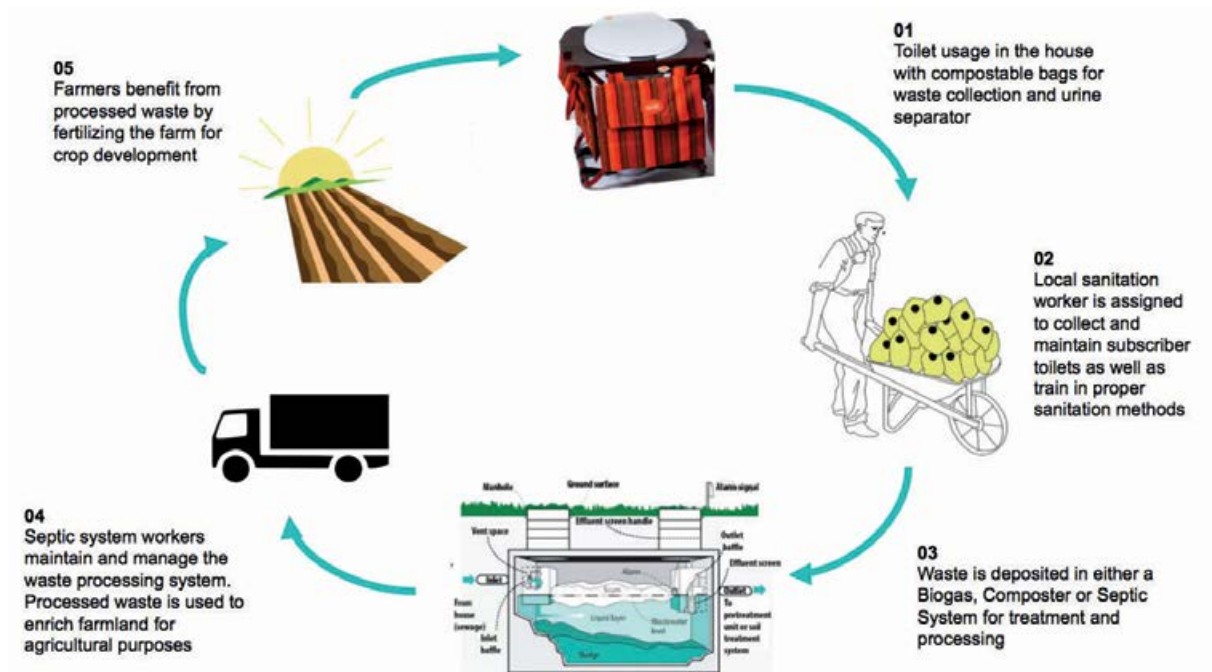 01
Toilet usage in the house
with compostable bags for
waste collection and urine
separator
02
Local sanitation
worker is assigned
to collect and
maintain subscriber
toilets as well as
train in proper
sanitation methods
03
Waste is deposited in either a
Biogas, Composter or Septic
System for treatment and
processing
Manhole
Ground surface
Alarm signal
Effluent screen handle
Vent space
Outlet
baffle
Alarm
Effluent screen
Inlet
Scum
Outlet
From
house
(sewage)
Liquid layer
Wastewater
level
To
pretreatment
unit or soil
treatment
system
Inlet
baffle
Sludge
04
Septic system workers
maintain and manage the
waste processing system.
Processed waste is used to
enrich farmland for
agricultural purposes
05
Farmers benefit from
processed waste by
fertilizing the farm for
crop development